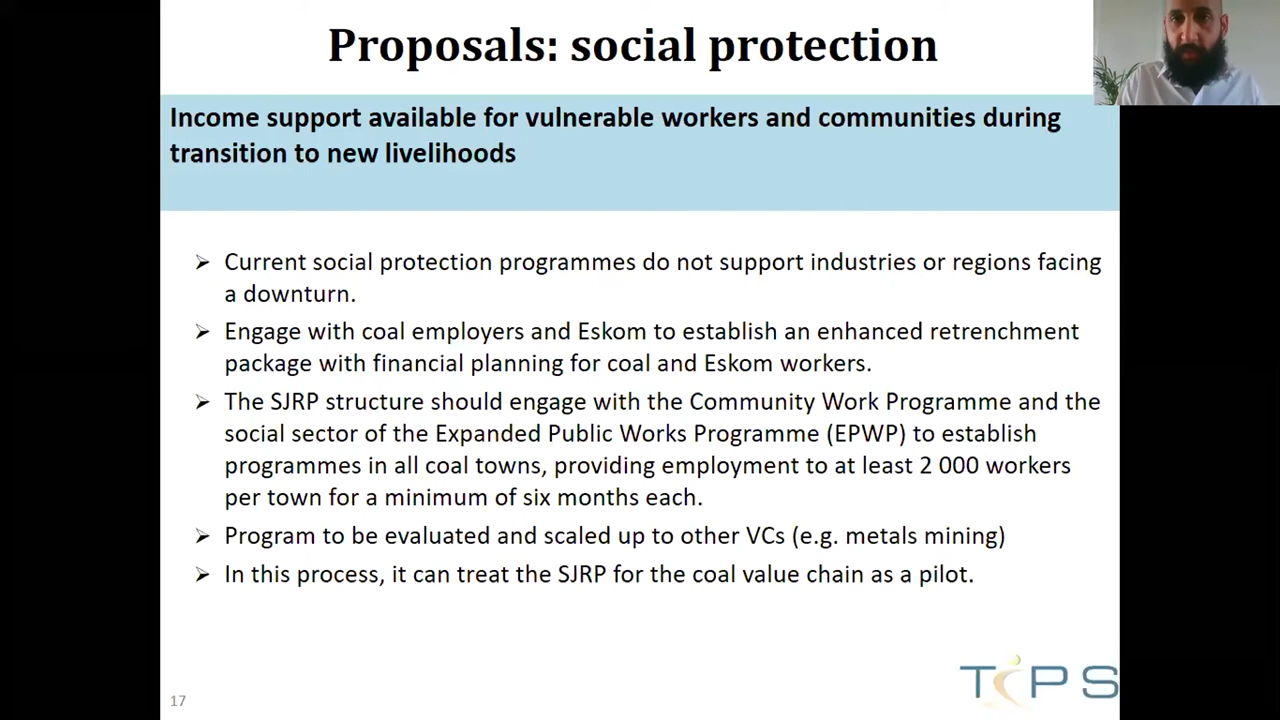 Proposals: social protection
Income support available for vulnerable workers and communities during
transition to new livelihoods
Current social protection programmes do not support industries or regions facing
a downturn.
Engage with coal employers and Eskom to establish an enhanced retrenchment
package with financial planning for coal and Eskom workers.
The SJRP structure should engage with the Community Work Programme and the
social sector of the Expanded Public Works Programme (EPWP) to establish
programmes in all coal towns, providing employment to at least 2 000 workers
per town for a minimum of six months each.
Program to be evaluated and scaled up to other VCs (e.g. metals mining)
In this process, it can treat the SJRP for the coal value chain as a pilot.
TIPS
17